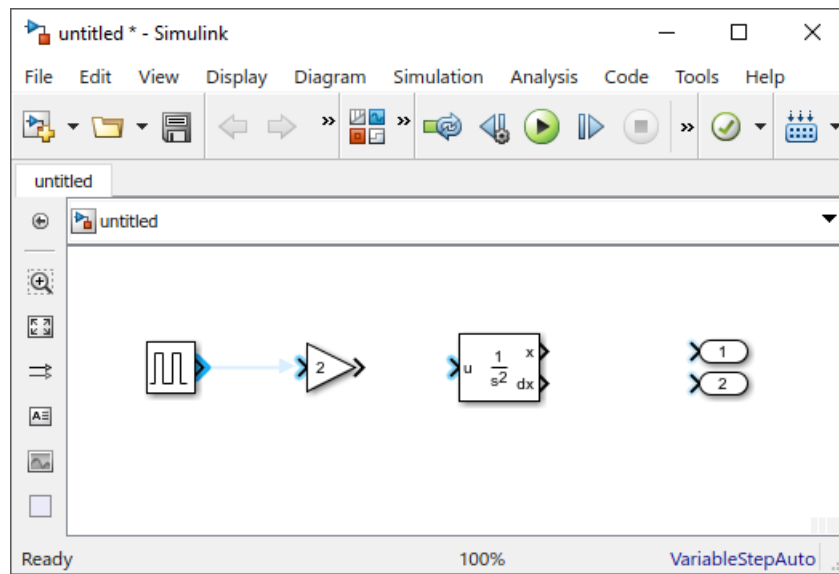 untitled * - Simulink
File Edit View Display Diagram Simulation Analysis Code Tools Help
» » »
untitled
untitled
A
2
u 1 s2 x dx
1
2
Ready 100% VariableStepAuto